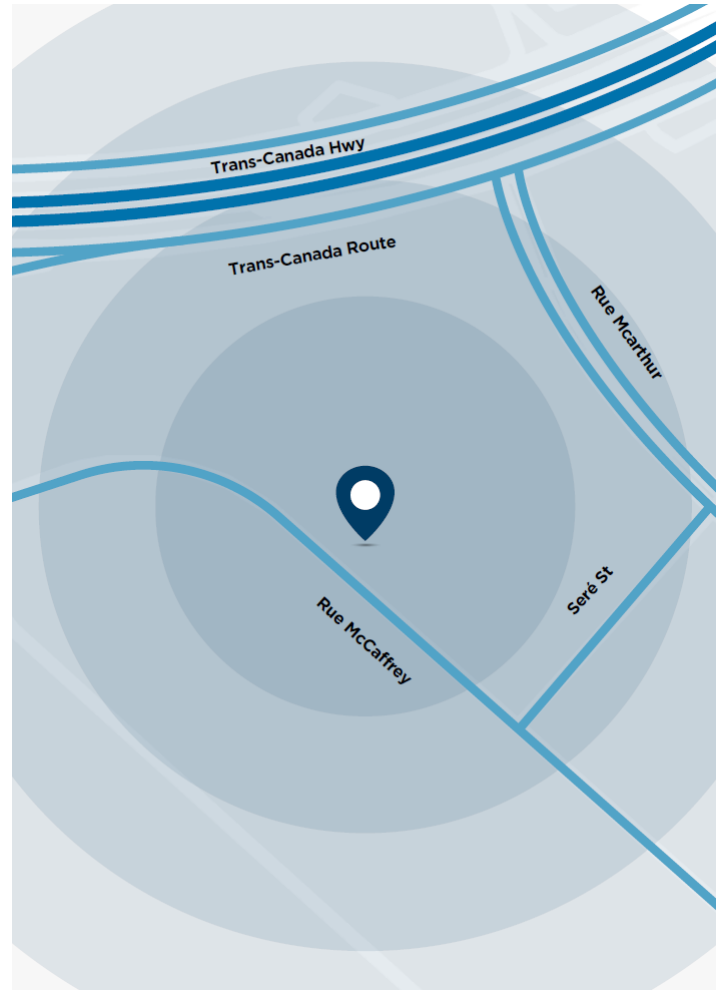 Trans-Canada Hwy
Trans-Canada Route
Rue Mcarthur
Seré St
Rue McCaffrey